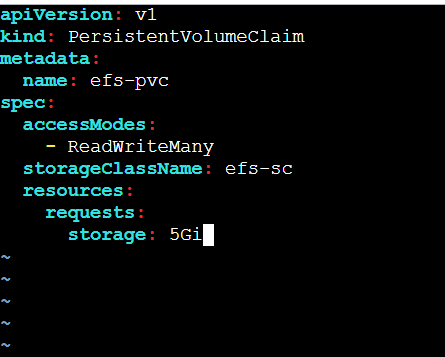 apiVersion: v1
kind: PersistentVolumeClaim
metadata:
  name: efs-pvc
spec:
  accessModes:
    - ReadWriteMany
  storageClassName: efs-sc
  resources:
    requests:
      storage: 5Gi
~
~
~
~
~